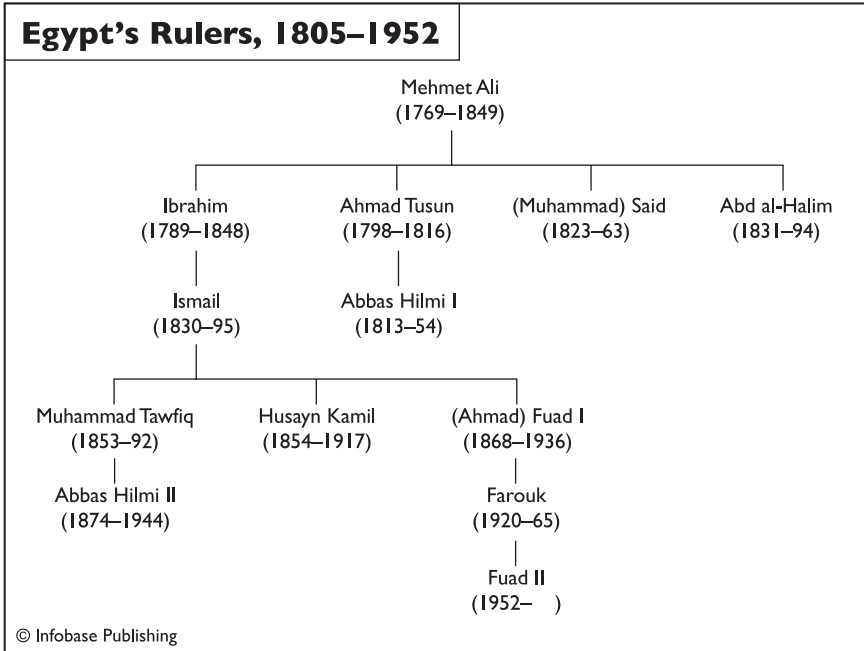 Egypt's Rulers, 1805–1952
Mehmet Ali
(1769–1849)
Ibrahim
(1789–1848)
Ahmad Tusun
(1798–1816)
(Muhammad) Said
(1823–63)
Abd al-Halim
(1831–94)
Ismail
(1830–95)
Abbas Hilmi I
(1813–54)
Muhammad Tawfiq
(1853–92)
Husayn Kamil
(1854–1917)
(Ahmad) Fuad I
(1868–1936)
Abbas Hilmi II
(1874–1944)
Farouk
(1920–65)
Fuad II
(1952– )
© Infobase Publishing